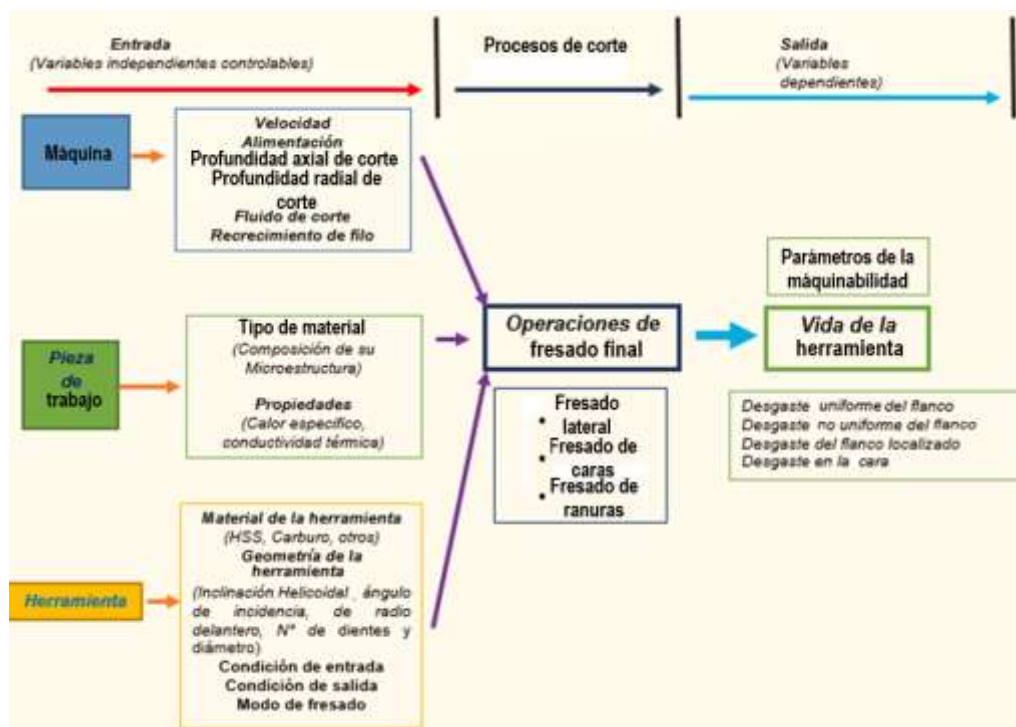 Entrada
(Variables independientes controlables)
Procesos de corte
Salida
(Variables
dependientes)
Máquina
Velocidad
Alimentación
Profundidad axial de corte
Profundidad radial de
corte
Fluido de corte
Recrecimiento de filo
Pieza
de
trabajo
Tipo de material
(Composición de su
Microestructura)
Propiedades
(Calor específico,
conductividad térmica)
Herramienta
Material de la herramienta
(HSS, Carburo, otros)
Geometría de la
herramienta
(Inclinación Helicoidal , ángulo
de incidencia, de radio
delantero, N° de dientes y
diámetro)
Condición de entrada
Condición de salida
Modo de fresado
Operaciones de
fresado final
Fresado
• lateral
Fresado de
• caras
Fresado de
• ranuras
Parámetros de la
máquinabilidad
Vida de la
herramienta
Desgaste uniforme del flanco
Desgaste no uniforme del flanco
Desgaste del flanco localizado
Desgaste en la cara